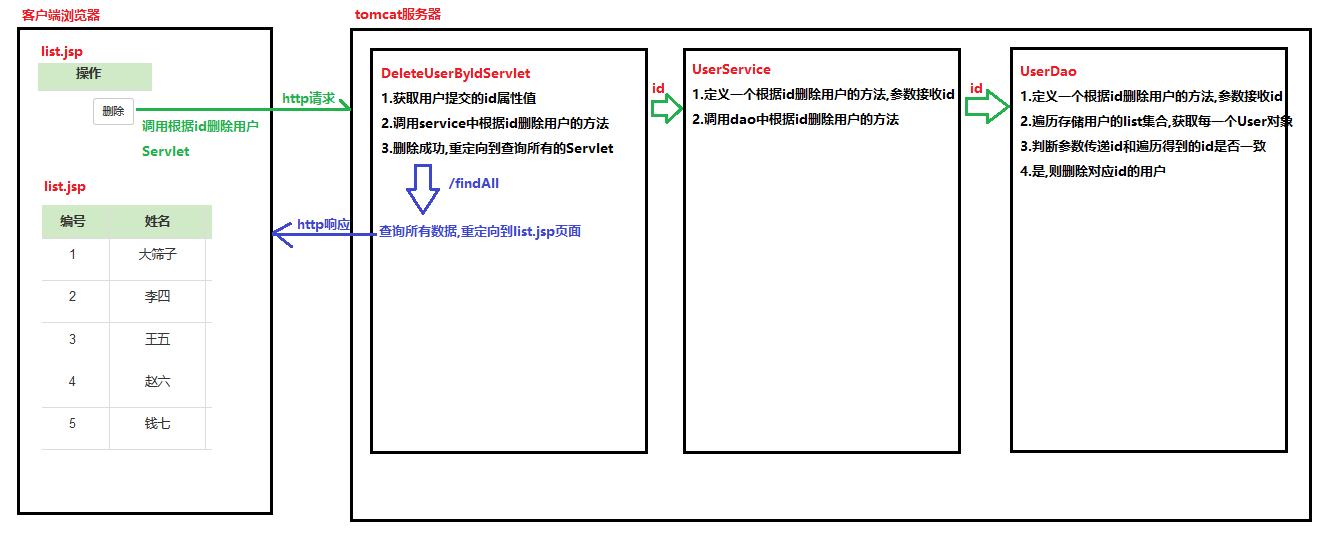 客户端浏览器
list.jsp
操作
删除
调用根据id删除用户
Servlet
list.jsp
编号 姓名
1 大筛子
2 李四
3 王五
4 赵六
5 钱七
http请求
http响应
tomcat服务器
DeleteUserByIdServlet
1.获取用户提交的id属性值
2.调用service中根据id删除用户的方法
3.删除成功,重定向到查询所有的Servlet
/findAll
查询所有数据,重定向到list.jsp页面
id
UserService
1.定义一个根据id删除用户的方法,参数接收id
2.调用dao中根据id删除用户的方法
id
UserDao
1.定义一个根据id删除用户的方法,参数接收id
2.遍历存储用户的list集合,获取每一个User对象
3.判断参数传递id和遍历得到的id是否一致
4.是,则删除对应id的用户